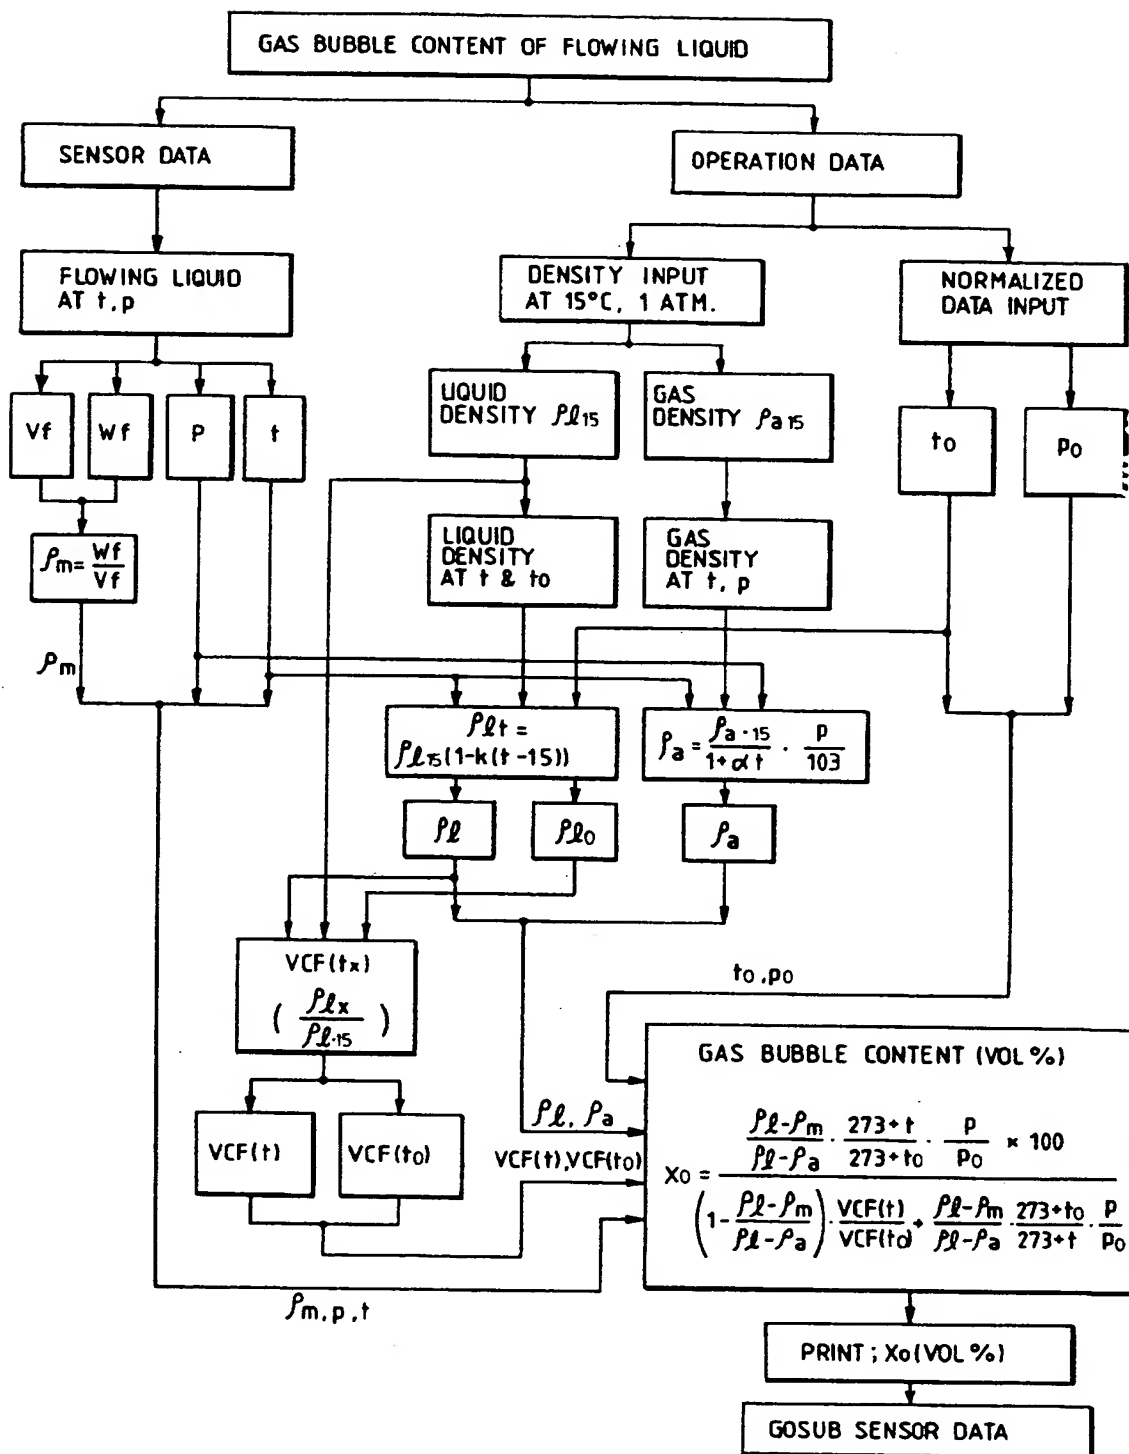 GAS BUBBLE CONTENT OF FLOWING LIQUID
SENSOR DATA
OPERATION DATA
FLOWING LIQUID
AT t,p
DENSITY INPUT
AT 15°C, 1 ATM.
NORMALIZED
DATA INPUT
Vf
Wf
P
t
LIQUID
DENSITY ρℓ15
GAS
DENSITY ρa15
to
Po
ρm = Wf/Vf
LIQUID
DENSITY
AT t & to
GAS
DENSITY
AT t, p
ρm
ρℓt =
ρℓ15(1-k(t-15))
ρa = ρa·15/(1+αt) · P/103
ρℓ
ρℓo
ρa
VCF(tx)
( ρℓx/ρℓ·15 )
to,po
VCF(t)
VCF(to)
ρℓ, ρa
VCF(t),VCF(to)
ρm,p,t
GAS BUBBLE CONTENT (VOL %)
(ρℓ-ρm)/(ρℓ-ρa) · (273+t)/(273+to) · P/Po × 100
Xo =
(1-(ρℓ-ρm)/(ρℓ-ρa)) · VCF(t)/VCF(to) + (ρℓ-ρm)/(ρℓ-ρa) · (273+to)/(273+t) · P/Po
PRINT ; Xo(VOL %)
GOSUB SENSOR DATA